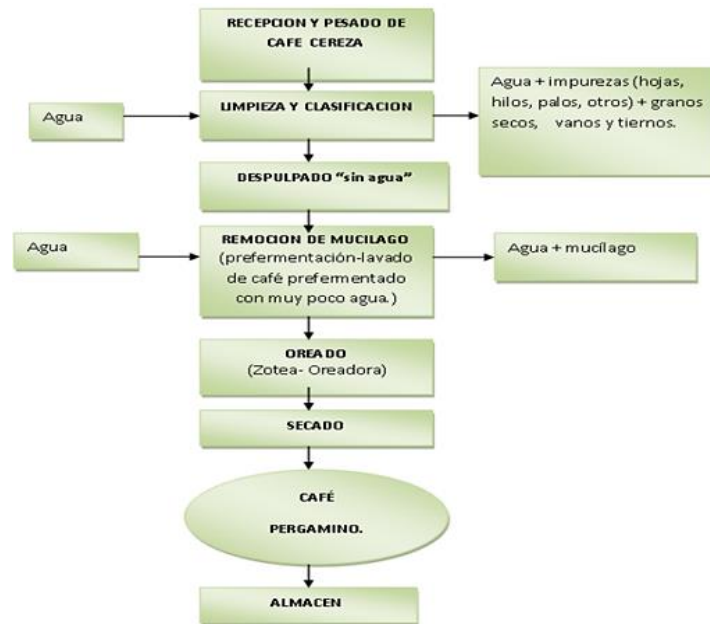 RECEPCION Y PESADO DE
CAFE CEREZA
Agua
LIMPIEZA Y CLASIFICACION
Agua + impurezas (hojas,
hilos, palos, otros) + granos
secos, vanos y tiernos.
DESPULPADO "sin agua"
Agua
REMOCION DE MUCILAGO
(prefermentación-lavado
de café prefermentado
con muy poco agua.)
Agua + mucílago
OREADO
(Zotea- Oreadora)
SECADO
CAFÉ
PERGAMINO.
ALMACEN